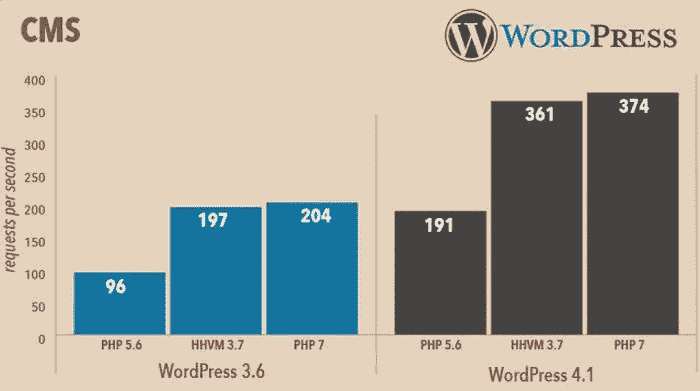 CMS
WORDPRESS
400
350
300
250
200
150
100
50
0
requests per second
96
197
204
191
361
374
PHP 5.6
HHVM 3.7
PHP 7
PHP 5.6
HHVM 3.7
PHP 7
WordPress 3.6
WordPress 4.1